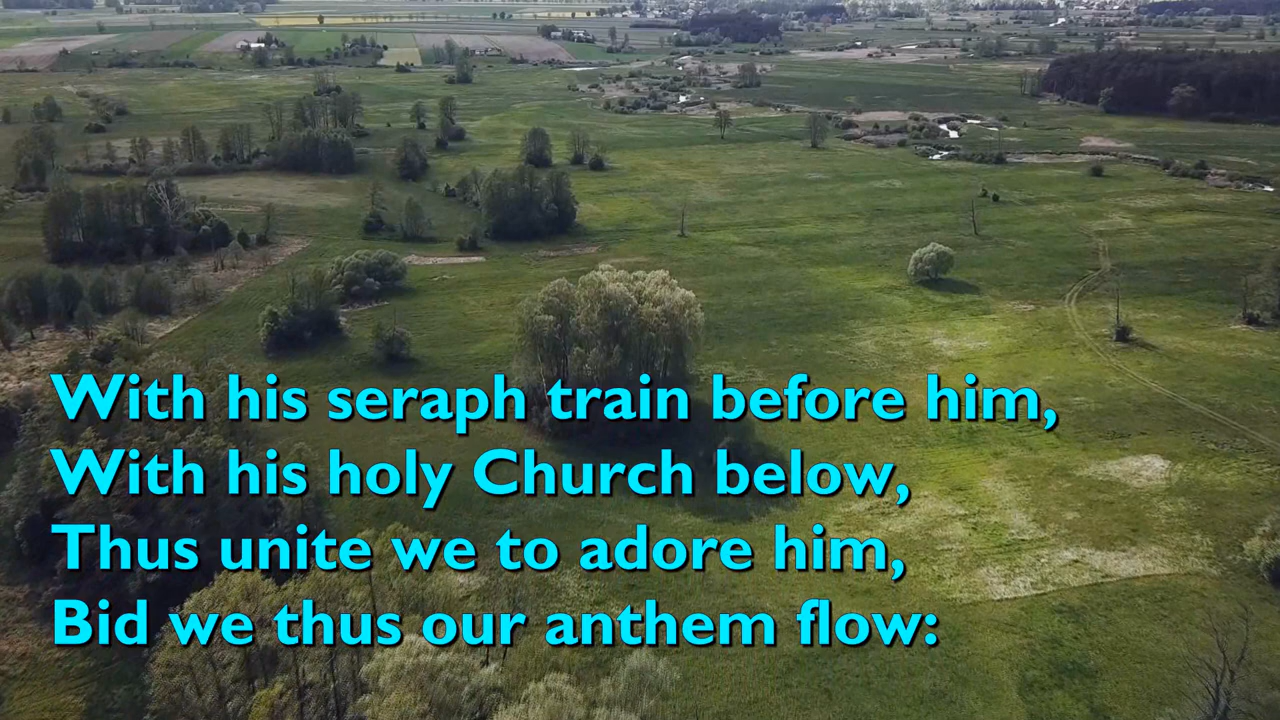 With his seraph train before him,
With his holy Church below,
Thus unite we to adore him,
Bid we thus our anthem flow: